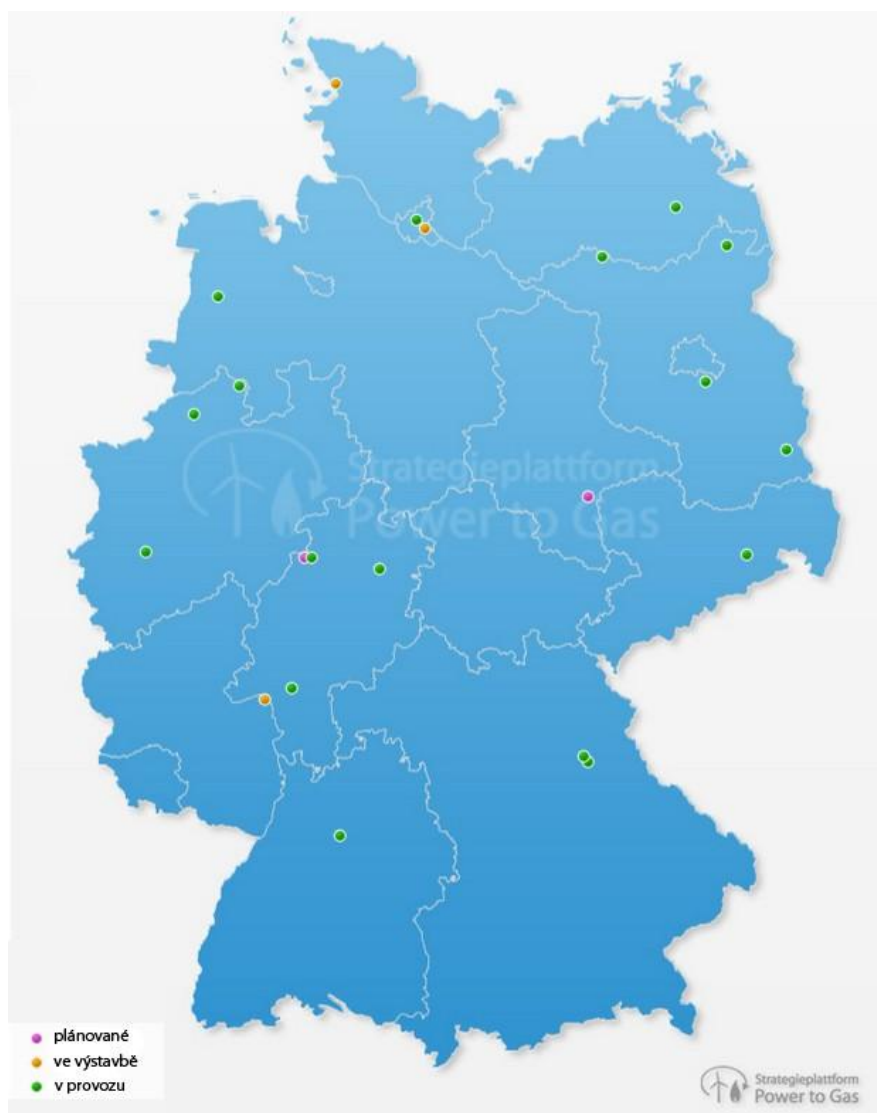 Strategieplattform
Power to Gas
plánované
ve výstavbě
v provozu
Strategieplattform
Power to Gas